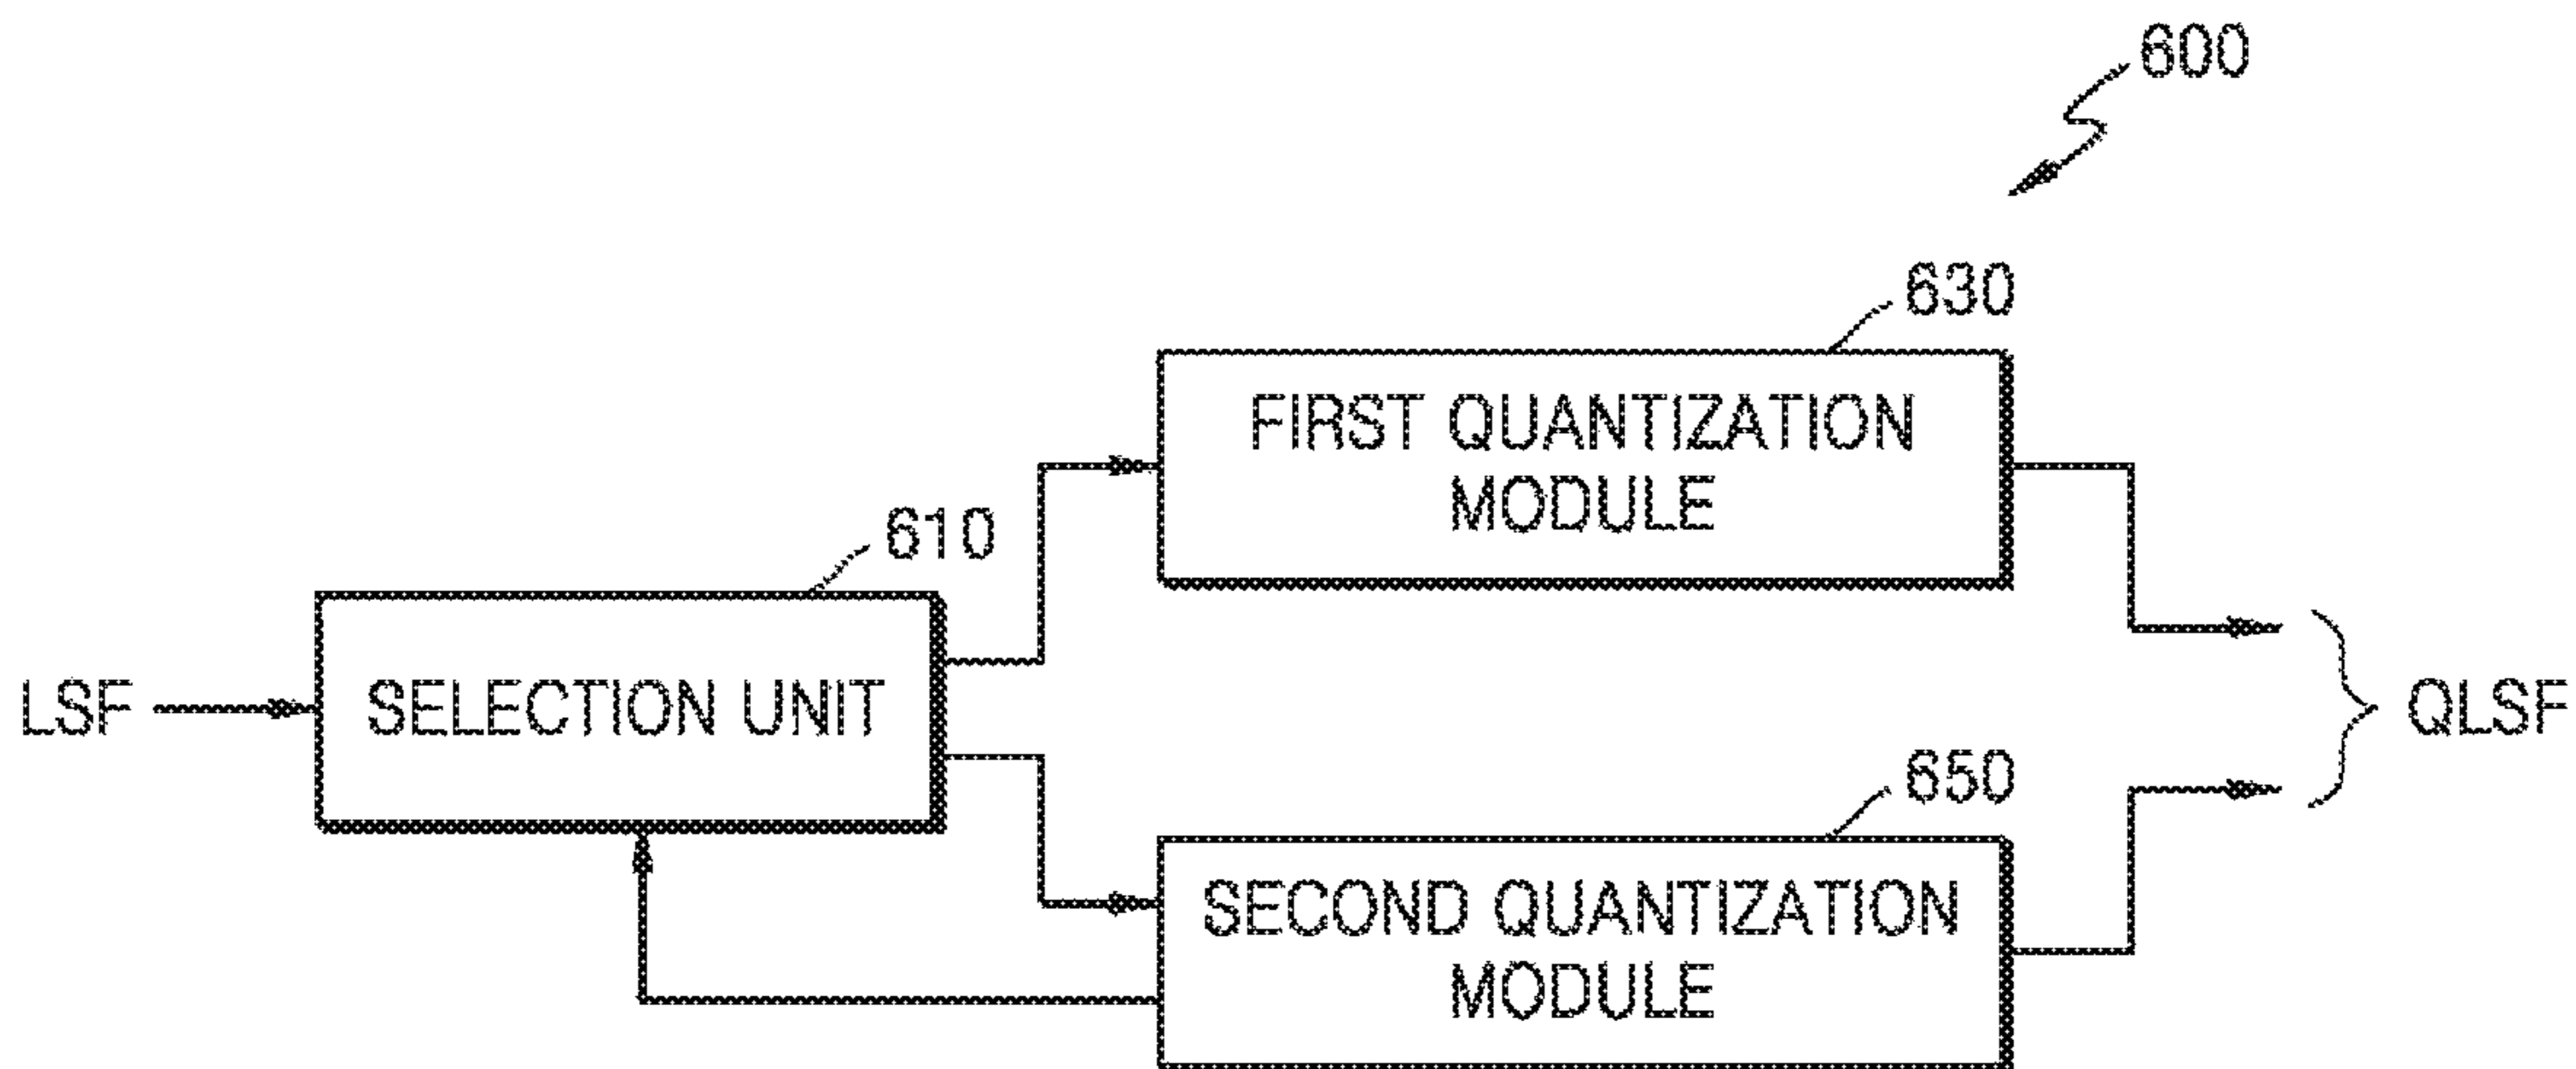 600
630
FIRST QUANTIZATION
MODULE
610
LSF
SELECTION UNIT
QLSF
650
SECOND QUANTIZATION
MODULE